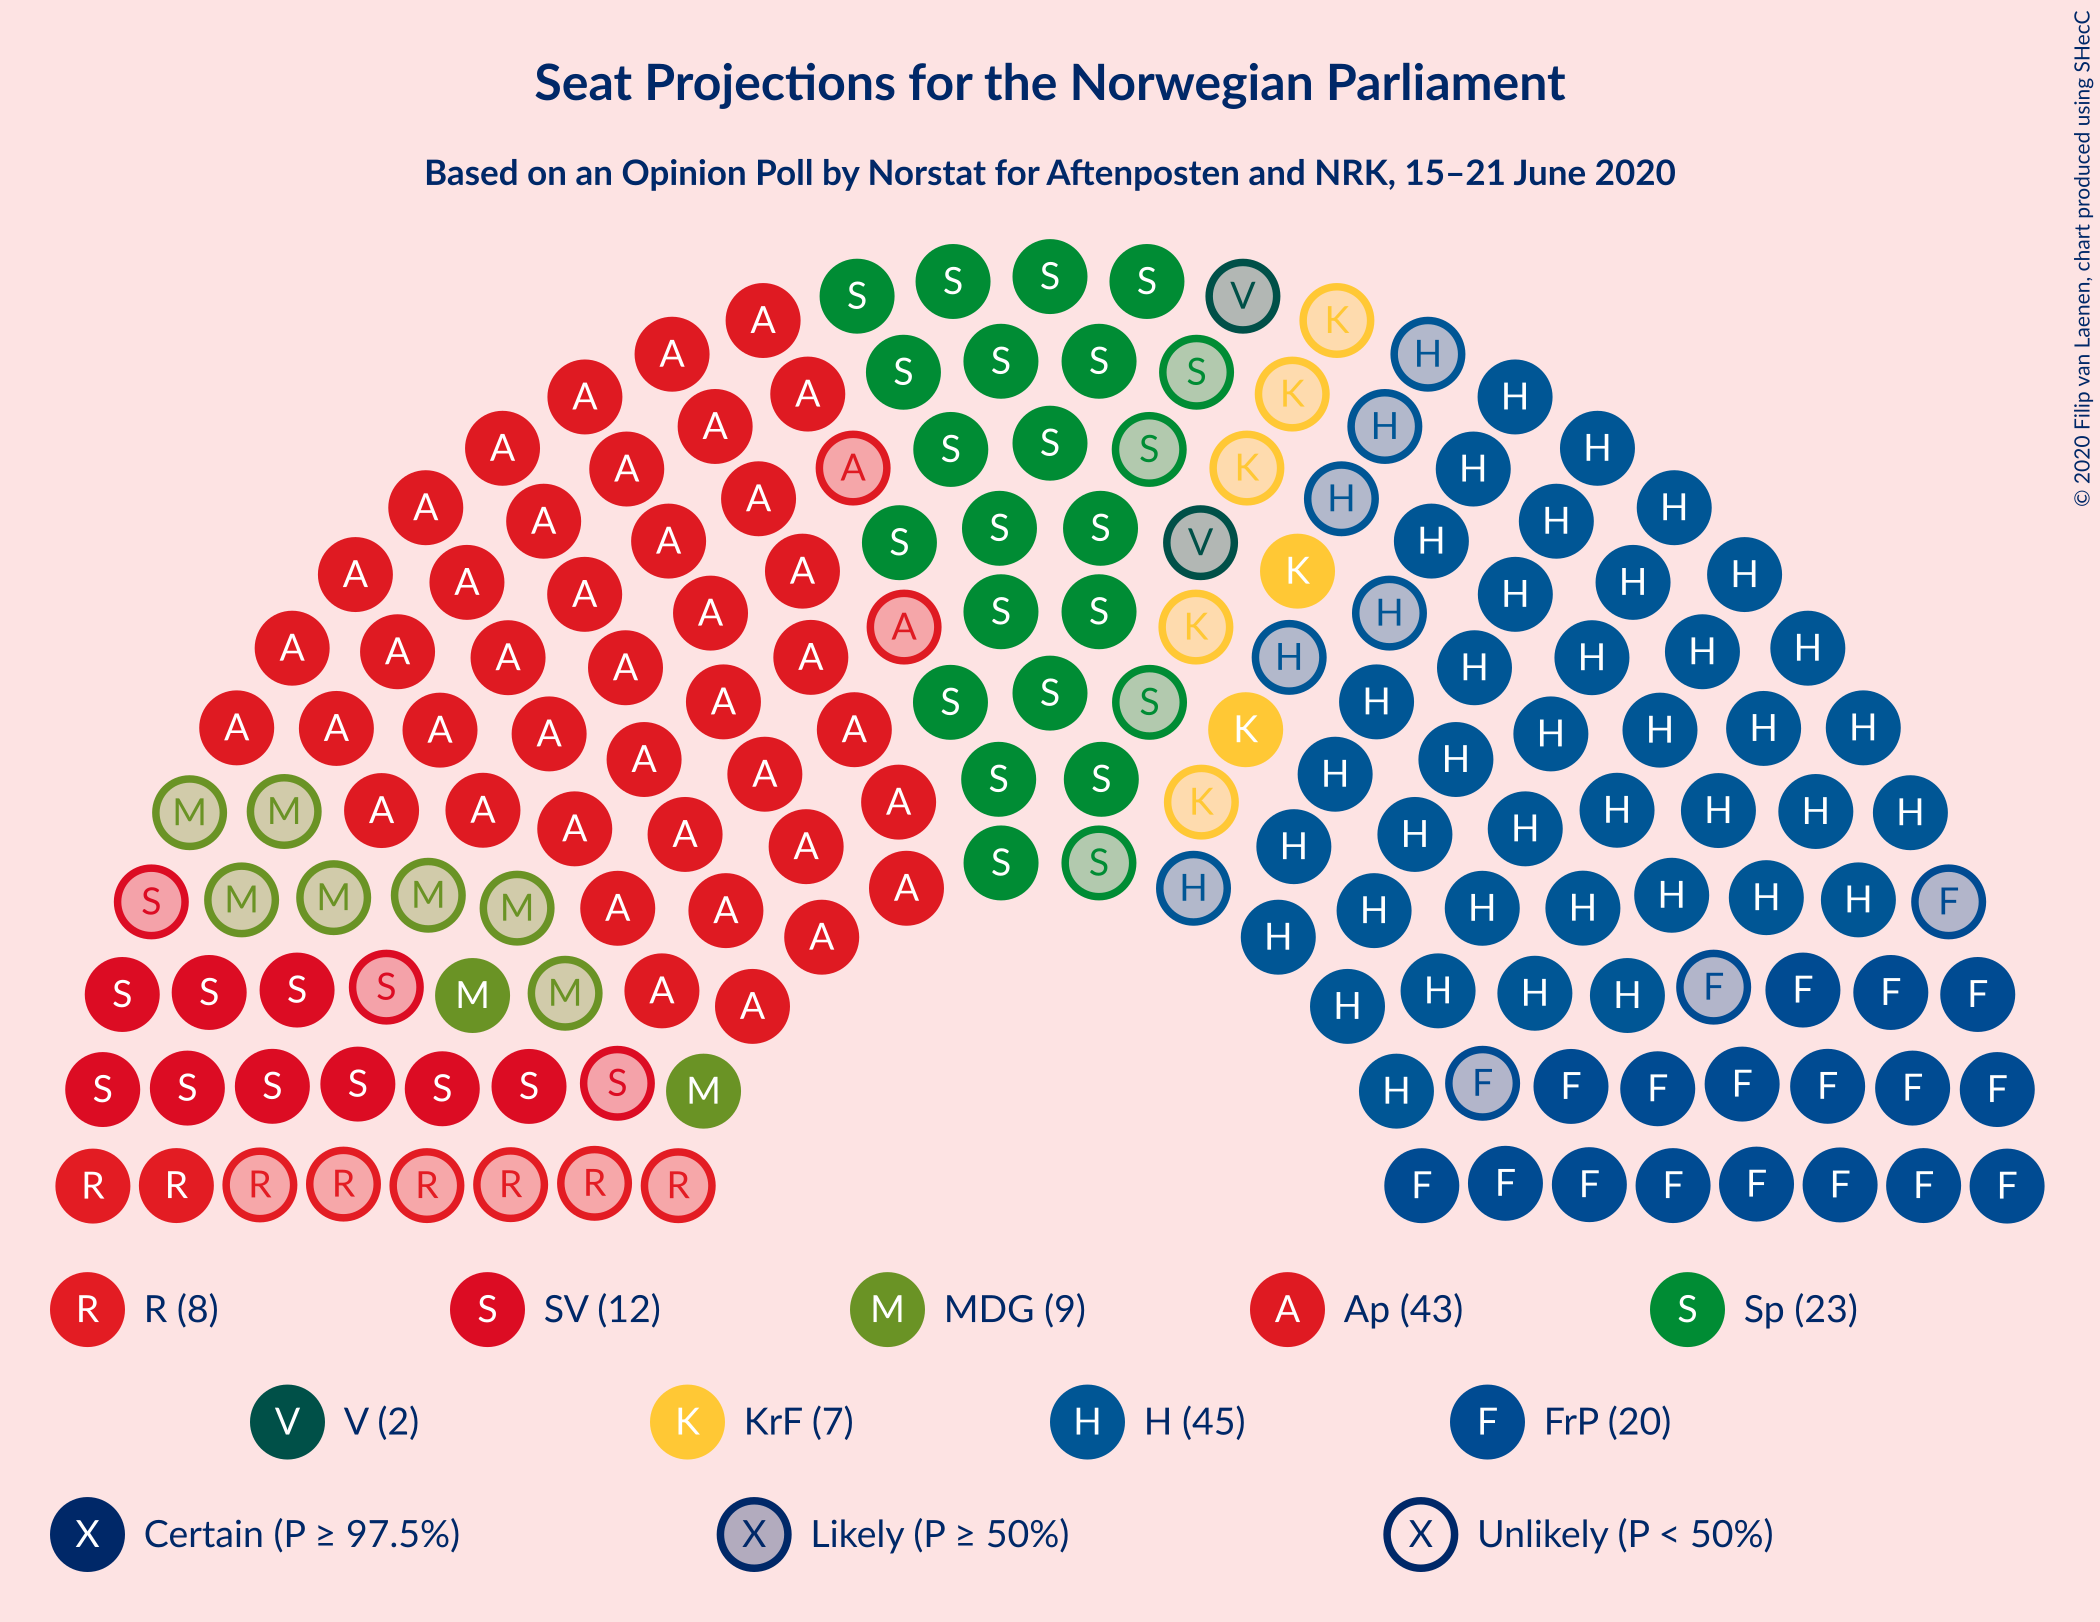 Seat Projections for the Norwegian Parliament
Based on an Opinion Poll by Norstat for Aftenposten and NRK, 15–21 June 2020
© 2020 Filip van Laenen, chart produced using SHecC
S S S S V K
A A H
S S S S
A A K H
A A H H
S S S
A A A K H
A A H H
A A H H
S S S V
A A H H
A K H
A A H H
S S
A A K H
A A H H
A A H H
A A H H
S S S
A A H H
A A A A K H H H
A A H H
S S
A A H H
M M A A A K H H H H
A A A H H H
S S
A A H H
S M M M M A A H H H H H H F
A H
S S S S M M A A H H H H F F F F
S S S S S S S M H F F F F F F F
R R R R R R R R F F F F F F F F
R R (8) S SV (12) M MDG (9) A Ap (43) S Sp (23)
V V (2) K KrF (7) H H (45) F FrP (20)
X Certain (P ≥ 97.5%) X Likely (P ≥ 50%) X Unlikely (P < 50%)